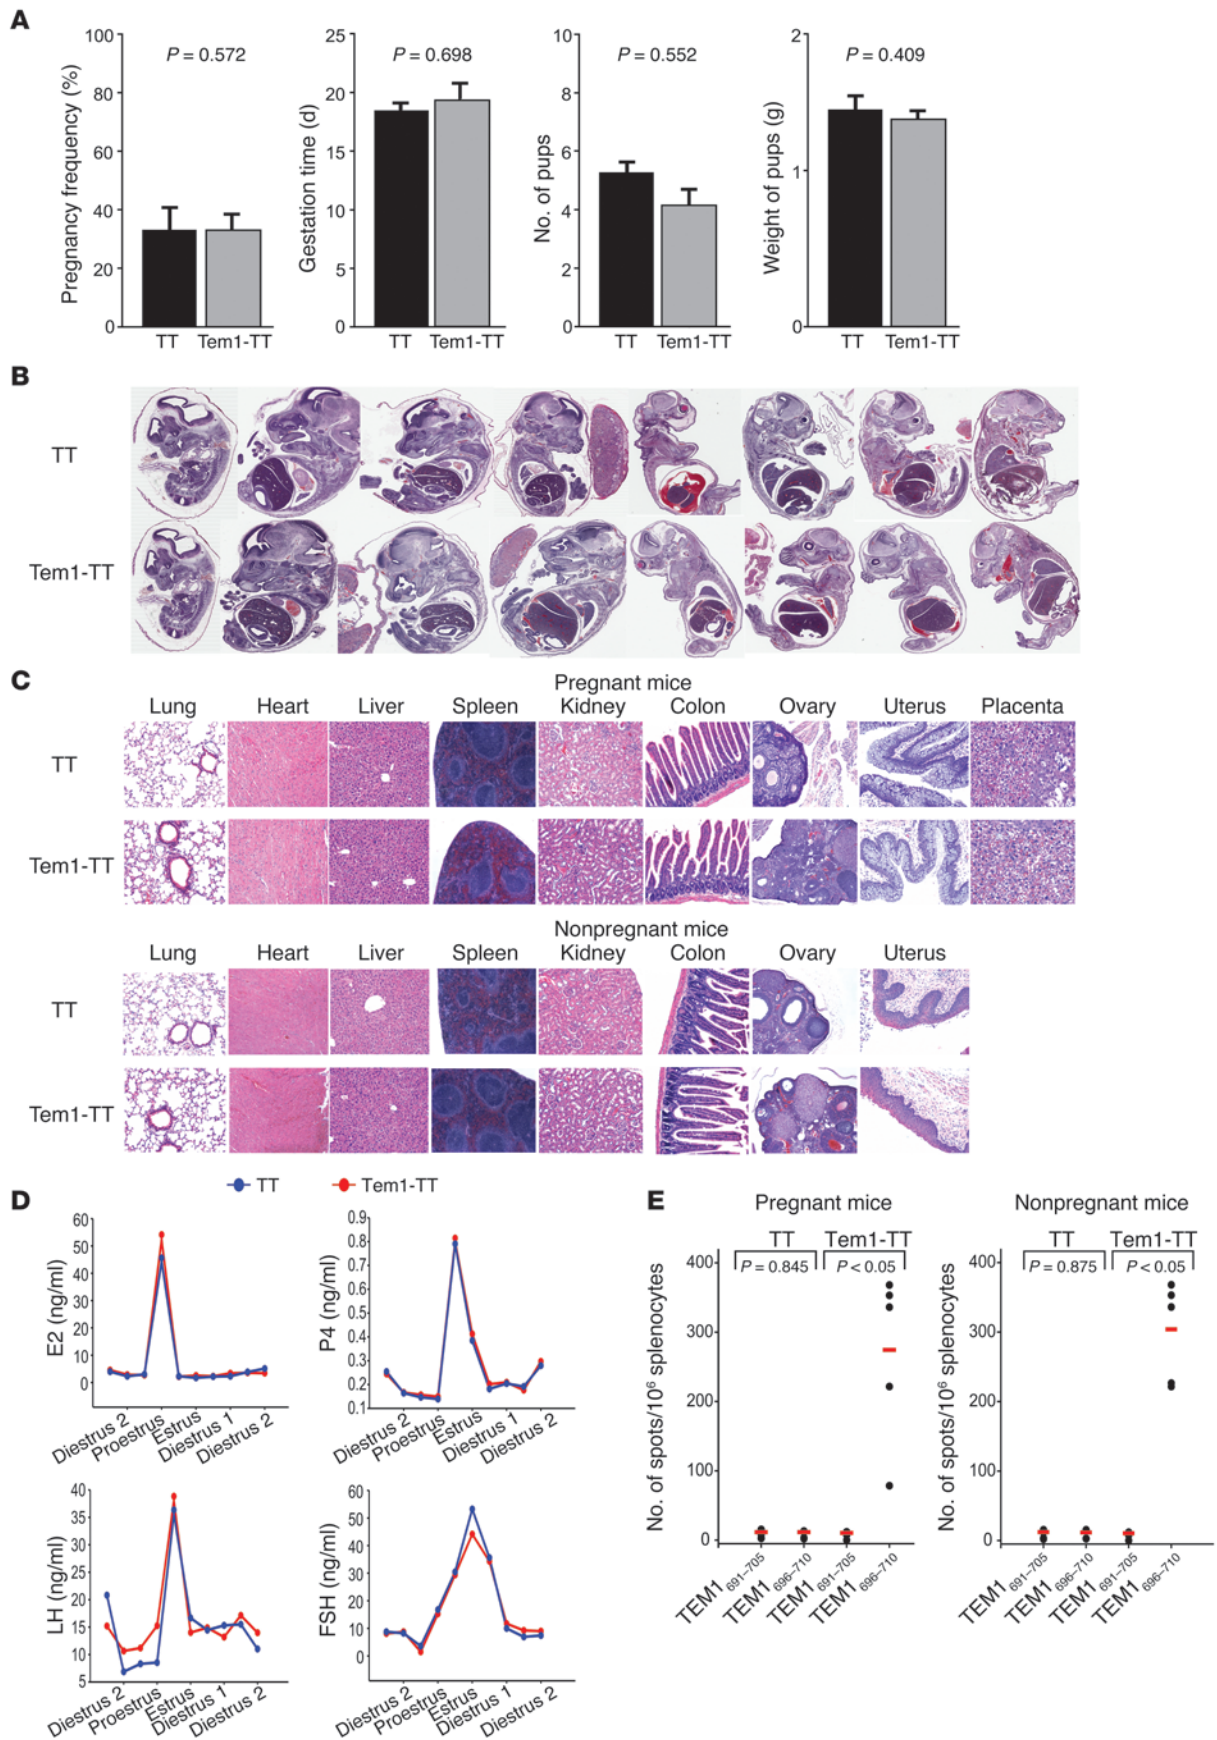 A
Pregnancy frequency (%)
100
80
60
40
20
0
P = 0.572
TT Tem1-TT
Gestation time (d)
25
20
15
10
5
0
P = 0.698
TT Tem1-TT
No. of pups
10
8
6
4
2
0
P = 0.552
TT Tem1-TT
Weight of pups (g)
2
1
0
P = 0.409
TT Tem1-TT
B
TT
Tem1-TT
C
Pregnant mice
Lung Heart Liver Spleen Kidney Colon Ovary Uterus Placenta
TT
Tem1-TT
Nonpregnant mice
Lung Heart Liver Spleen Kidney Colon Ovary Uterus
TT
Tem1-TT
D
TT Tem1-TT
E2 (ng/ml)
60
50
40
30
20
10
0
Diestrus 2 Proestrus Estrus Diestrus 1 Diestrus 2
P4 (ng/ml)
0.9
0.8
0.7
0.6
0.5
0.4
0.3
0.2
0.1
Diestrus 2 Proestrus Estrus Diestrus 1 Diestrus 2
LH (ng/ml)
40
35
30
25
20
15
10
5
Diestrus 2 Proestrus Estrus Diestrus 1 Diestrus 2
FSH (ng/ml)
60
50
40
30
20
10
0
Diestrus 2 Proestrus Estrus Diestrus 1 Diestrus 2
E
Pregnant mice
TT Tem1-TT
P = 0.845 P < 0.05
No. of spots/10⁶ splenocytes
400
300
200
100
0
TEM1 691–705 TEM1 696–710 TEM1 691–705 TEM1 696–710
Nonpregnant mice
TT Tem1-TT
P = 0.875 P < 0.05
No. of spots/10⁶ splenocytes
400
300
200
100
0
TEM1 691–705 TEM1 696–710 TEM1 691–705 TEM1 696–710